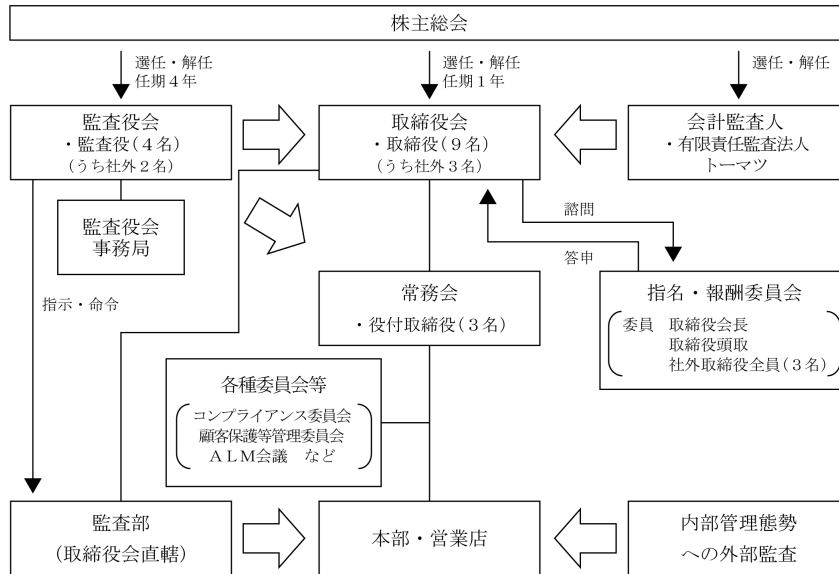 株主総会
選任・解任
任期4年
選任・解任
任期1年
選任・解任
監査役会
・監査役(4名)
(うち社外2名)
取締役会
・取締役(9名)
(うち社外3名)
会計監査人
・有限責任監査法人
トーマツ
監査役会
事務局
諮問
答申
指示・命令
常務会
・役付取締役(3名)
指名・報酬委員会
委員 取締役会長
取締役頭取
社外取締役全員(3名)
各種委員会等
コンプライアンス委員会
顧客保護等管理委員会
ALM会議 など
監査部
(取締役会直轄)
本部・営業店
内部管理態勢
への外部監査